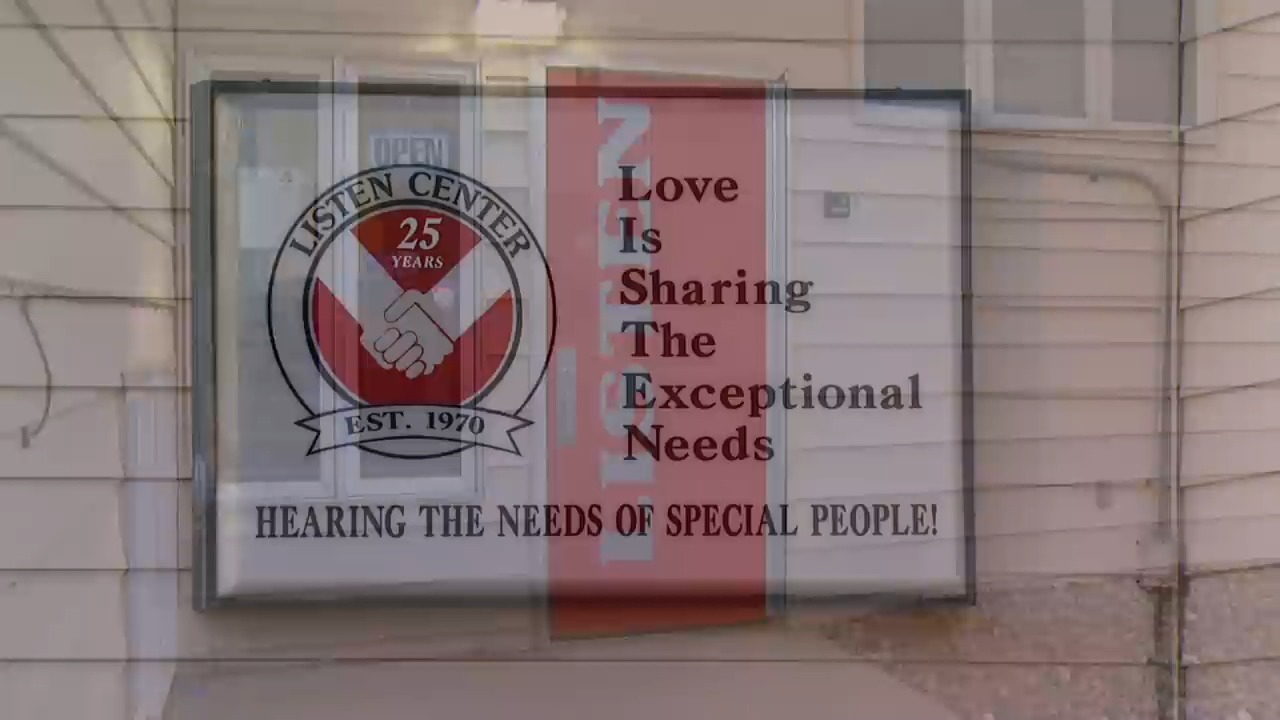 OPEN
LISTEN CENTER
25
YEARS
EST. 1970
LISTEN
Love
Is
Sharing
The
Exceptional
Needs
HEARING THE NEEDS OF SPECIAL PEOPLE!